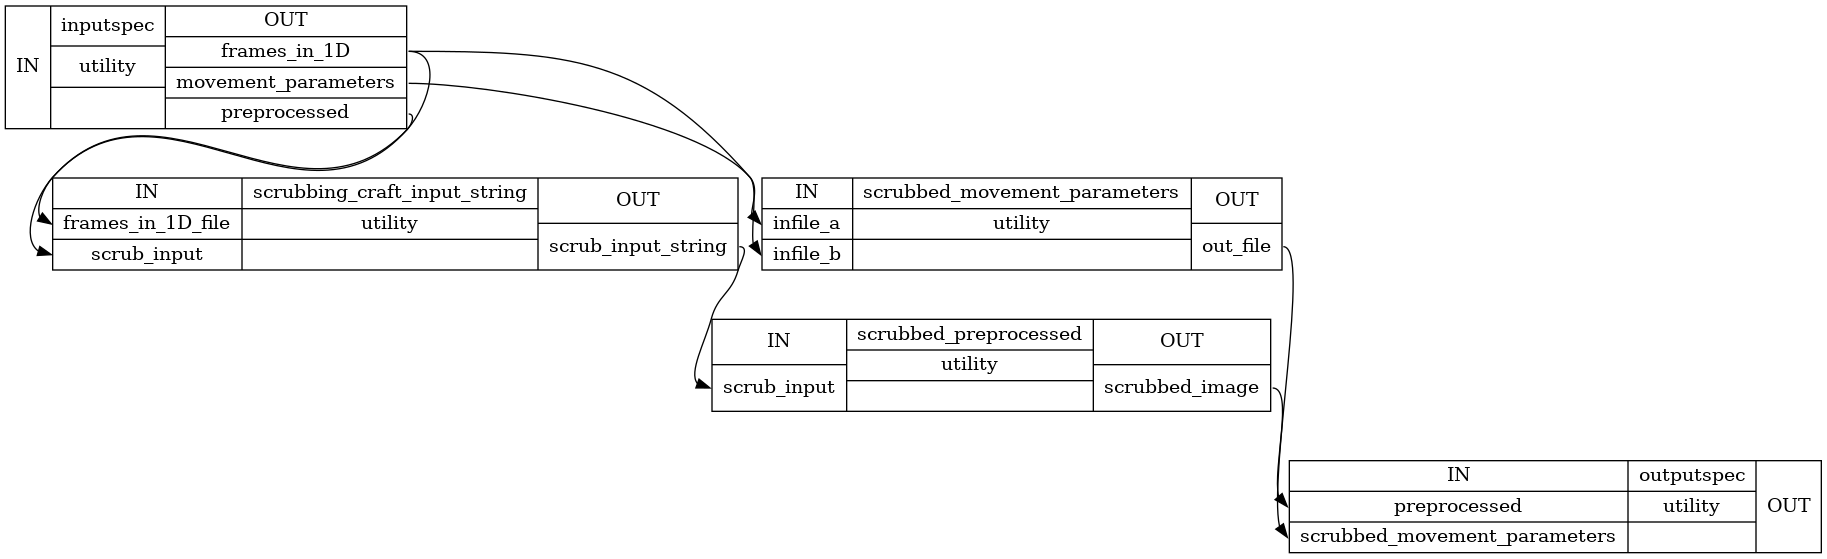 IN
inputspec
utility
OUT
frames_in_1D
movement_parameters
preprocessed
IN
frames_in_1D_file
scrub_input
scrubbing_craft_input_string
utility
OUT
scrub_input_string
IN
infile_a
infile_b
scrubbed_movement_parameters
utility
OUT
out_file
IN
scrub_input
scrubbed_preprocessed
utility
OUT
scrubbed_image
IN
preprocessed
scrubbed_movement_parameters
outputspec
utility
OUT